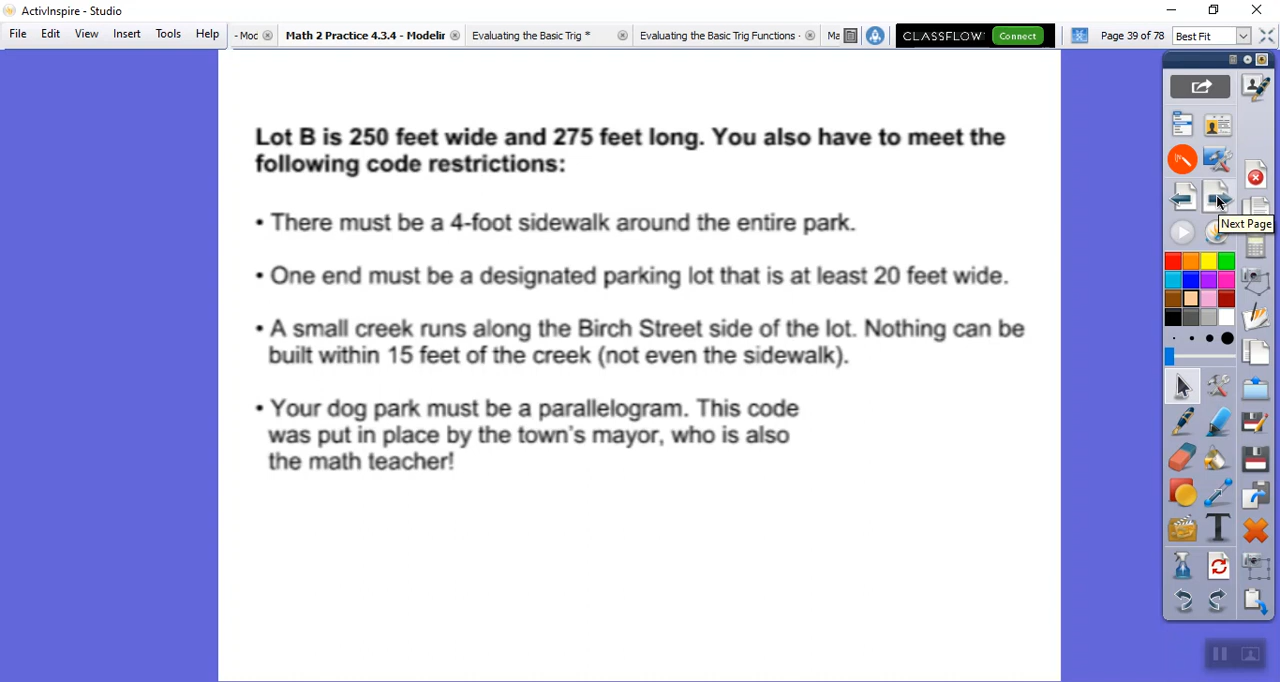 ActivInspire - Studio
File Edit View Insert Tools Help
- Moc Math 2 Practice 4.3.4 - Modelir Evaluating the Basic Trig * Evaluating the Basic Trig Functions - Ma CLASSFLOW Connect Page 39 of 78 Best Fit
Lot B is 250 feet wide and 275 feet long. You also have to meet the
following code restrictions:
• There must be a 4-foot sidewalk around the entire park.
Next Page
• One end must be a designated parking lot that is at least 20 feet wide.
• A small creek runs along the Birch Street side of the lot. Nothing can be
built within 15 feet of the creek (not even the sidewalk).
• Your dog park must be a parallelogram. This code
was put in place by the town's mayor, who is also
the math teacher!